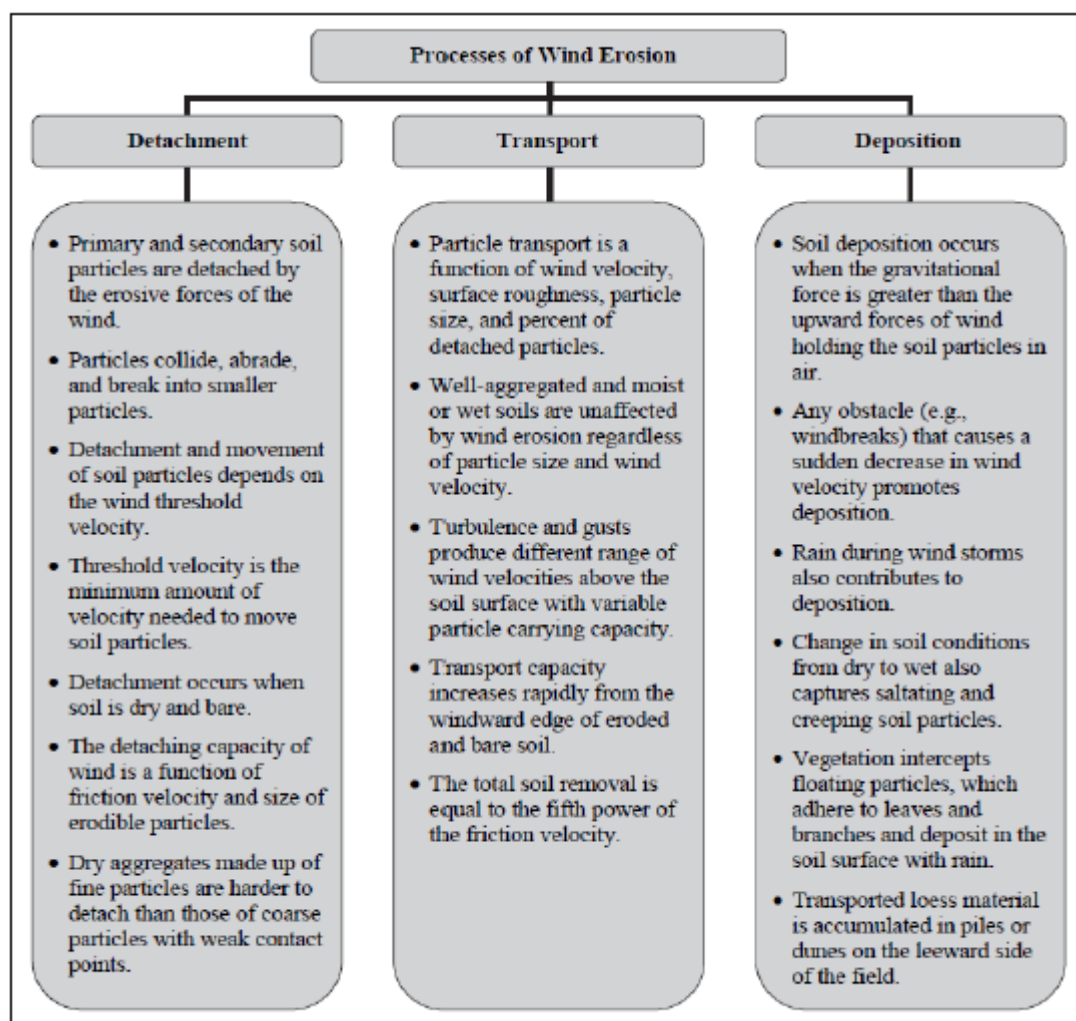 Processes of Wind Erosion
Detachment
Transport
Deposition
• Primary and secondary soil
particles are detached by
the erosive forces of the
wind.
• Particles collide, abrade,
and break into smaller
particles.
• Detachment and movement
of soil particles depends on
the wind threshold
velocity.
• Threshold velocity is the
minimum amount of
velocity needed to move
soil particles.
• Detachment occurs when
soil is dry and bare.
• The detaching capacity of
wind is a function of
friction velocity and size of
erodible particles.
• Dry aggregates made up of
fine particles are harder to
detach than those of coarse
particles with weak contact
points.
• Particle transport is a
function of wind velocity,
surface roughness, particle
size, and percent of
detached particles.
• Well-aggregated and moist
or wet soils are unaffected
by wind erosion regardless
of particle size and wind
velocity.
• Turbulence and gusts
produce different range of
wind velocities above the
soil surface with variable
particle carrying capacity.
• Transport capacity
increases rapidly from the
windward edge of eroded
and bare soil.
• The total soil removal is
equal to the fifth power of
the friction velocity.
• Soil deposition occurs
when the gravitational
force is greater than the
upward forces of wind
holding the soil particles in
air.
• Any obstacle (e.g.,
windbreaks) that causes a
sudden decrease in wind
velocity promotes
deposition.
• Rain during wind storms
also contributes to
deposition.
• Change in soil conditions
from dry to wet also
captures saltating and
creeping soil particles.
• Vegetation intercepts
floating particles, which
adhere to leaves and
branches and deposit in the
soil surface with rain.
• Transported loess material
is accumulated in piles or
dunes on the leeward side
of the field.